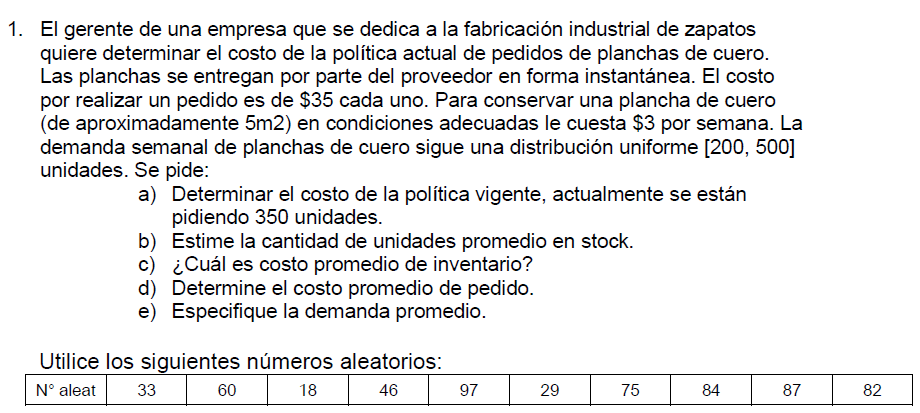 1. El gerente de una empresa que se dedica a la fabricación industrial de zapatos
quiere determinar el costo de la política actual de pedidos de planchas de cuero.
Las planchas se entregan por parte del proveedor en forma instantánea. El costo
por realizar un pedido es de $35 cada uno. Para conservar una plancha de cuero
(de aproximadamente 5m2) en condiciones adecuadas le cuesta $3 por semana. La
demanda semanal de planchas de cuero sigue una distribución uniforme [200, 500]
unidades. Se pide:
a) Determinar el costo de la política vigente, actualmente se están
pidiendo 350 unidades.
b) Estime la cantidad de unidades promedio en stock.
c) ¿Cuál es costo promedio de inventario?
d) Determine el costo promedio de pedido.
e) Especifique la demanda promedio.
Utilice los siguientes números aleatorios:
N° aleat 33 60 18 46 97 29 75 84 87 82